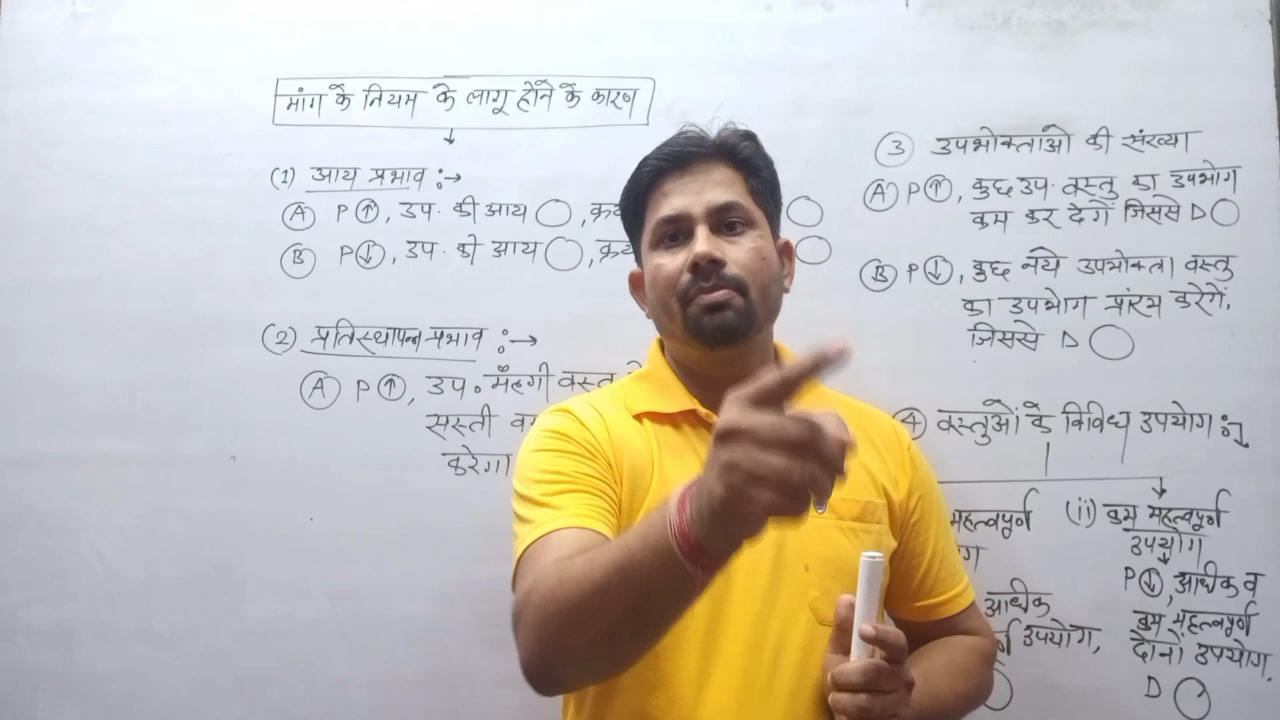 मांग के नियम के लागू होने के कारण
(1) आय प्रभाव :→
(A) P (↑), उप. की आय ◯,
(B) P (↓), उप. की आय ◯,
(2) प्रतिस्थापन प्रभाव :→
(A) P (↑), उप. मँहगी वस्तु
सस्ती
करेगा
(3) उपभोक्ताओ की संख्या
(A) P (↑), कुछ उप. वस्तु का उपभोग
कम कर देगें जिससे D ◯
(B) P (↓), कुछ नये उपभोक्ता वस्तु
का उपभोग प्रांरम करेगें,
जिससे D ◯
(4) वस्तुओं के विविध उपयोग :→
महत्वपूर्ण
अधिक
उपयोग,
(ii) कम महत्वपूर्ण
उपयोग
P (↓), अधिक व
कम महत्वपूर्ण
दोनों उपयोग,
D ◯